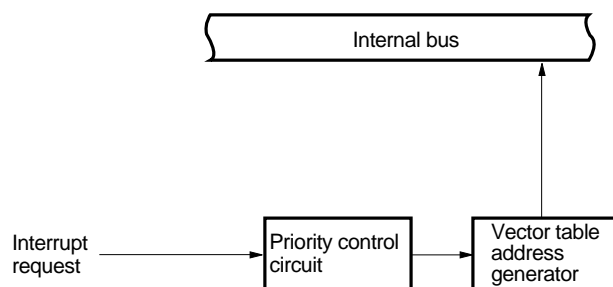 Internal bus
Interrupt
request
Priority control
circuit
Vector table
address
generator